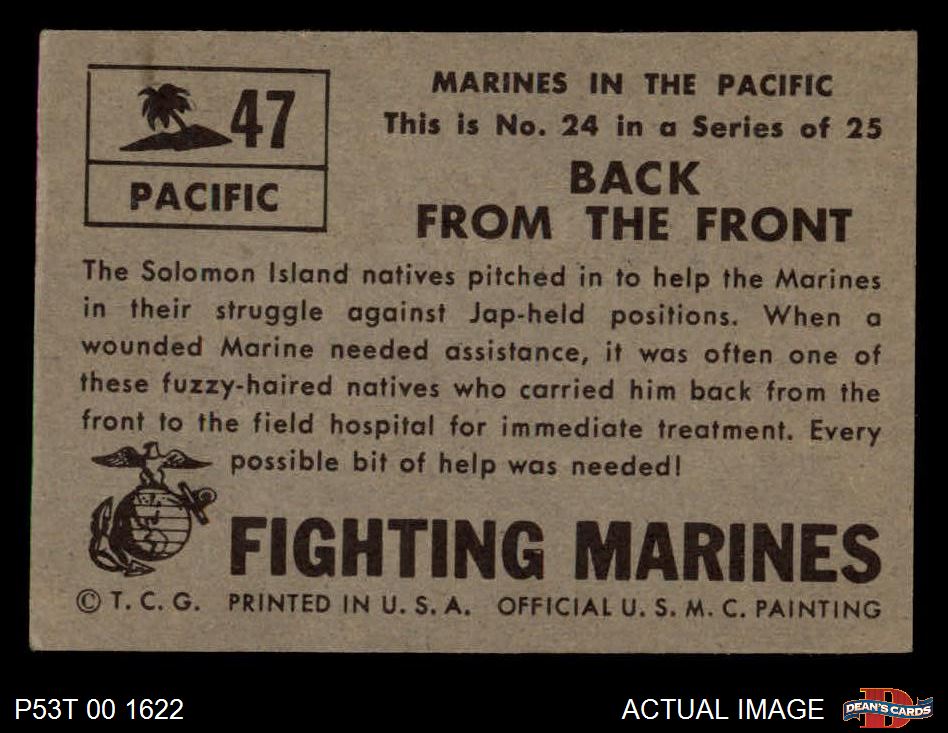 47
PACIFIC
MARINES IN THE PACIFIC
This is No. 24 in a Series of 25
BACK
FROM THE FRONT
The Solomon Island natives pitched in to help the Marines
in their struggle against Jap-held positions. When a
wounded Marine needed assistance, it was often one of
these fuzzy-haired natives who carried him back from the
front to the field hospital for immediate treatment. Every
possible bit of help was needed!
FIGHTING MARINES
© T. C. G. PRINTED IN U. S. A. OFFICIAL U. S. M. C. PAINTING
P53T 00 1622
ACTUAL IMAGE
D
DEAN'S CARDS